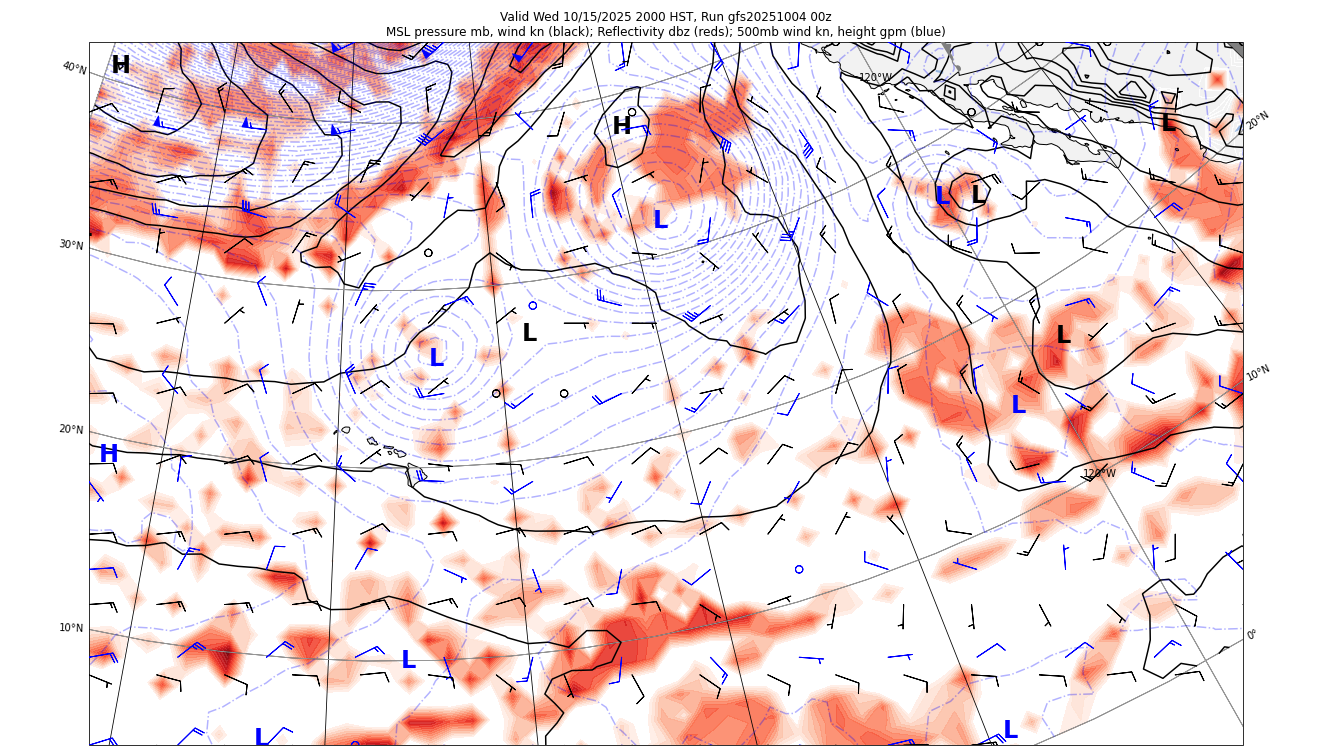 Valid Wed 10/15/2025 2000 HST, Run gfs20251004 00z
MSL pressure mb, wind kn (black); Reflectivity dbz (reds); 500mb wind kn, height gpm (blue)
40°N
H
120°W
20°N
H
L
L
L
L
30°N
L
L
L
10°N
L
20°N
H
120°W
10°N
0°
L
L
L